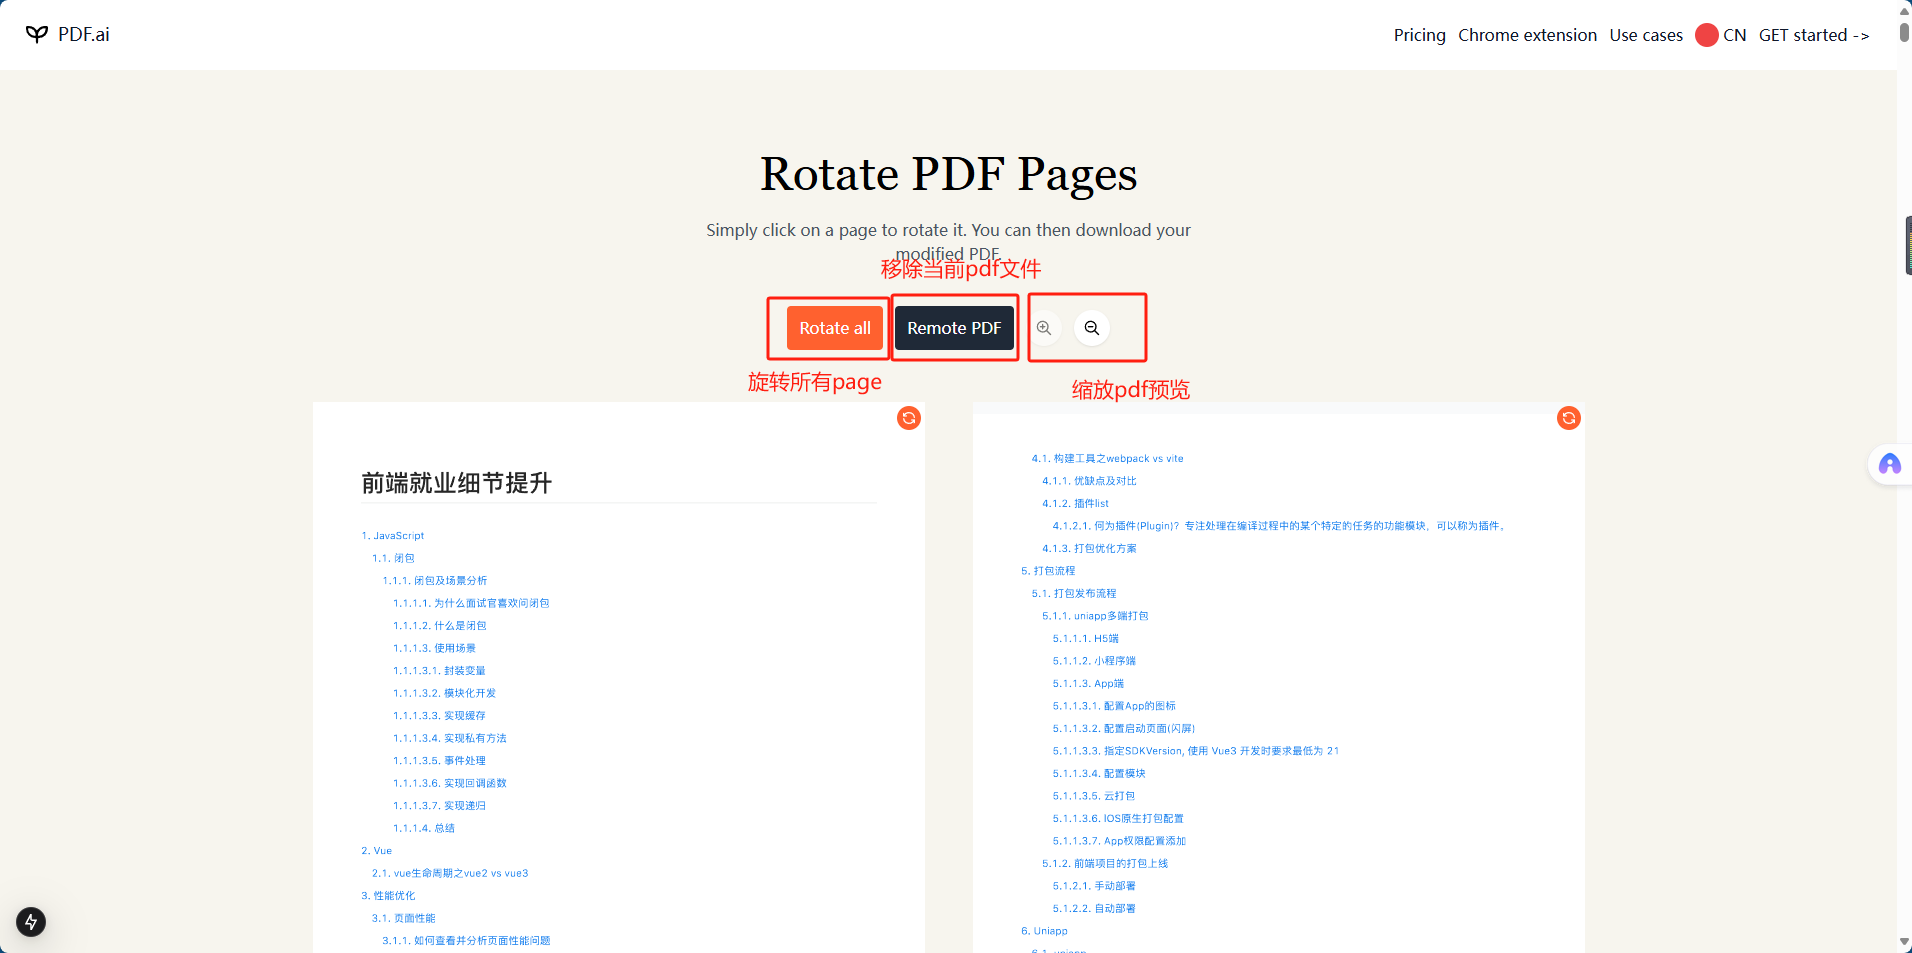 PDF.ai
Pricing Chrome extension Use cases CN GET started ->
Rotate PDF Pages
Simply click on a page to rotate it. You can then download your
modified PDF.
移除当前pdf文件
Rotate all
Remote PDF
旋转所有page
缩放pdf预览
前端就业细节提升
1. JavaScript
1.1. 闭包
1.1.1. 闭包及场景分析
1.1.1.1. 为什么面试官喜欢问闭包
1.1.1.2. 什么是闭包
1.1.1.3. 使用场景
1.1.1.3.1. 封装变量
1.1.1.3.2. 模块化开发
1.1.1.3.3. 实现缓存
1.1.1.3.4. 实现私有方法
1.1.1.3.5. 事件处理
1.1.1.3.6. 实现回调函数
1.1.1.3.7. 实现递归
1.1.1.4. 总结
2. Vue
2.1. vue生命周期之vue2 vs vue3
3. 性能优化
3.1. 页面性能
3.1.1. 如何查看并分析页面性能问题
4.1. 构建工具之webpack vs vite
4.1.1. 优缺点及对比
4.1.2. 插件list
4.1.2.1. 何为插件(Plugin)？专注处理在编译过程中的某个特定的任务的功能模块，可以称为插件。
4.1.3. 打包优化方案
5. 打包流程
5.1. 打包发布流程
5.1.1. uniapp多端打包
5.1.1.1. H5端
5.1.1.2. 小程序端
5.1.1.3. App端
5.1.1.3.1. 配置App的图标
5.1.1.3.2. 配置启动页面(闪屏)
5.1.1.3.3. 指定SDKVersion, 使用 Vue3 开发时要求最低为 21
5.1.1.3.4. 配置模块
5.1.1.3.5. 云打包
5.1.1.3.6. IOS原生打包配置
5.1.1.3.7. App权限配置添加
5.1.2. 前端项目的打包上线
5.1.2.1. 手动部署
5.1.2.2. 自动部署
6. Uniapp
6.1. uniapp